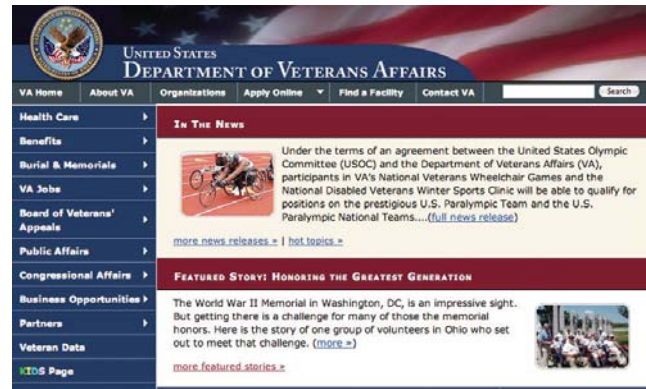 UNITED STATES
DEPARTMENT OF VETERANS AFFAIRS
VA Home About VA Organizations Apply Online ▼ Find a Facility Contact VA Search
Health Care
Benefits
Burial & Memorials
VA Jobs
Board of Veterans'
Appeals
Public Affairs
Congressional Affairs
Business Opportunities
Partners
Veteran Data
KIDS Page
IN THE NEWS
Under the terms of an agreement between the United States Olympic
Committee (USOC) and the Department of Veterans Affairs (VA),
participants in VA's National Veterans Wheelchair Games and the
National Disabled Veterans Winter Sports Clinic will be able to qualify for
positions on the prestigious U.S. Paralympic Team and the U.S.
Paralympic National Teams....(full news release)
more news releases » | hot topics »
FEATURED STORY: HONORING THE GREATEST GENERATION
The World War II Memorial in Washington, DC, is an impressive sight.
But getting there is a challenge for many of those the memorial
honors. Here is the story of one group of volunteers in Ohio who set
out to meet that challenge. (more »)
more featured stories »